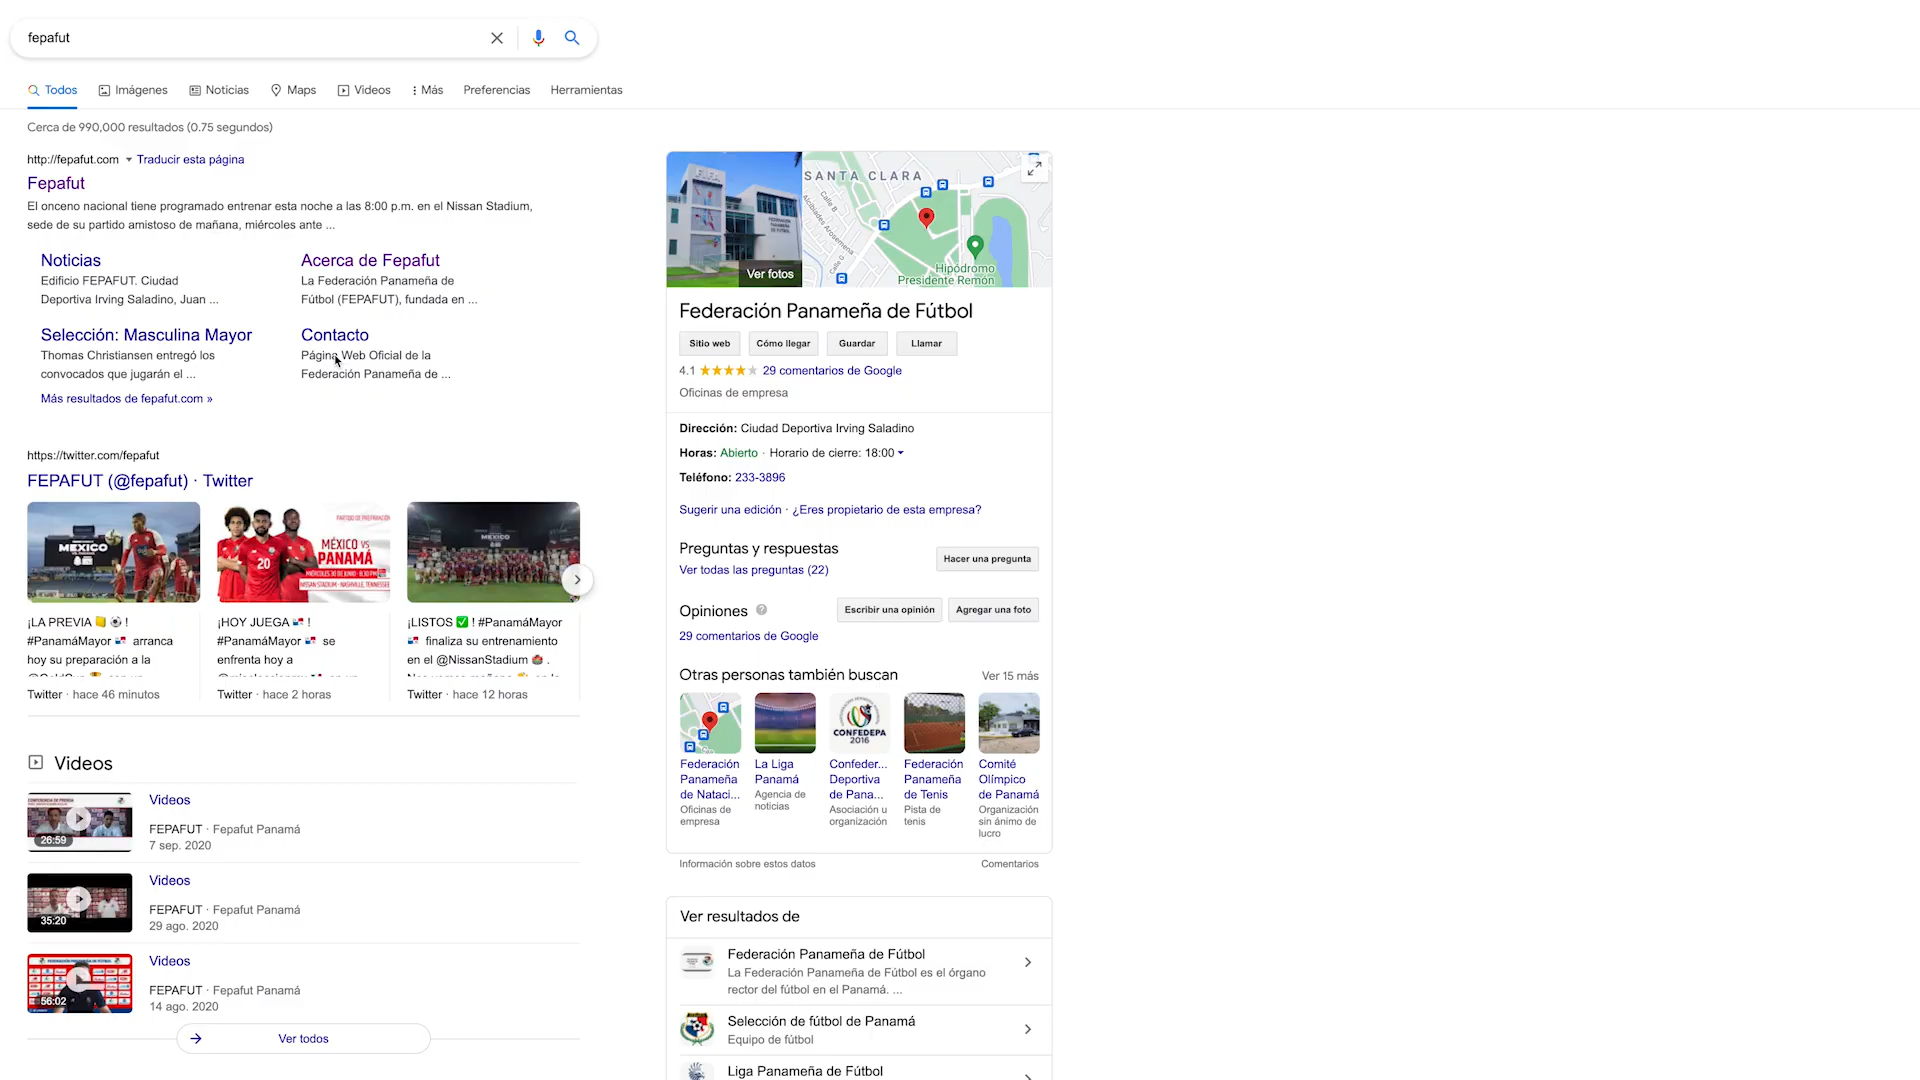 fepafut
Todos
Imágenes
Noticias
Maps
Videos
Más
Preferencias
Herramientas
Cerca de 990,000 resultados (0.75 segundos)
http://fepafut.com Traducir esta página
Fepafut
El onceno nacional tiene programado entrenar esta noche a las 8:00 p.m. en el Nissan Stadium,
sede de su partido amistoso de mañana, miércoles ante ...
Noticias
Edificio FEPAFUT. Ciudad
Deportiva Irving Saladino, Juan ...
Acerca de Fepafut
La Federación Panameña de
Fútbol (FEPAFUT), fundada en ...
Selección: Masculina Mayor
Thomas Christiansen entregó los
convocados que jugarán el ...
Contacto
Página Web Oficial de la
Federación Panameña de ...
Más resultados de fepafut.com »
https://twitter.com/fepafut
FEPAFUT (@fepafut) · Twitter
MEXICO
MÉXICO VS
PANAMÁ
20
MEXICO
¡LA PREVIA !
#PanamáMayor arranca
hoy su preparación a la
Twitter · hace 46 minutos
¡HOY JUEGA !
#PanamáMayor se
enfrenta hoy a
Twitter · hace 2 horas
¡LISTOS ! #PanamáMayor
finaliza su entrenamiento
en el @NissanStadium .
Twitter · hace 12 horas
Videos
26:59
Videos
FEPAFUT · Fepafut Panamá
7 sep. 2020
35:20
Videos
FEPAFUT · Fepafut Panamá
29 ago. 2020
56:02
Videos
FEPAFUT · Fepafut Panamá
14 ago. 2020
Ver todos
SANTA CLARA
Calle B
Alcibíades Arosemena
Calle G
Hipódromo
Presidente Remón
FIFA
Ver fotos
Federación Panameña de Fútbol
Sitio web
Cómo llegar
Guardar
Llamar
4.1 29 comentarios de Google
Oficinas de empresa
Dirección: Ciudad Deportiva Irving Saladino
Horas: Abierto · Horario de cierre: 18:00
Teléfono: 233-3896
Sugerir una edición · ¿Eres propietario de esta empresa?
Preguntas y respuestas
Ver todas las preguntas (22)
Hacer una pregunta
Opiniones
Escribir una opinión
Agregar una foto
29 comentarios de Google
Otras personas también buscan
Ver 15 más
CONFEDEPA
2016
Federación
Panameña
de Nataci...
Oficinas de
empresa
La Liga
Panamá
Agencia de
noticias
Confeder...
Deportiva
de Pana...
Asociación u
organización
Federación
Panameña
de Tenis
Pista de
tenis
Comité
Olímpico
de Panamá
Organización
sin ánimo de
lucro
Información sobre estos datos
Comentarios
Ver resultados de
Federación Panameña de Fútbol
La Federación Panameña de Fútbol es el órgano
rector del fútbol en el Panamá. ...
Selección de fútbol de Panamá
Equipo de fútbol
Liga Panameña de Fútbol